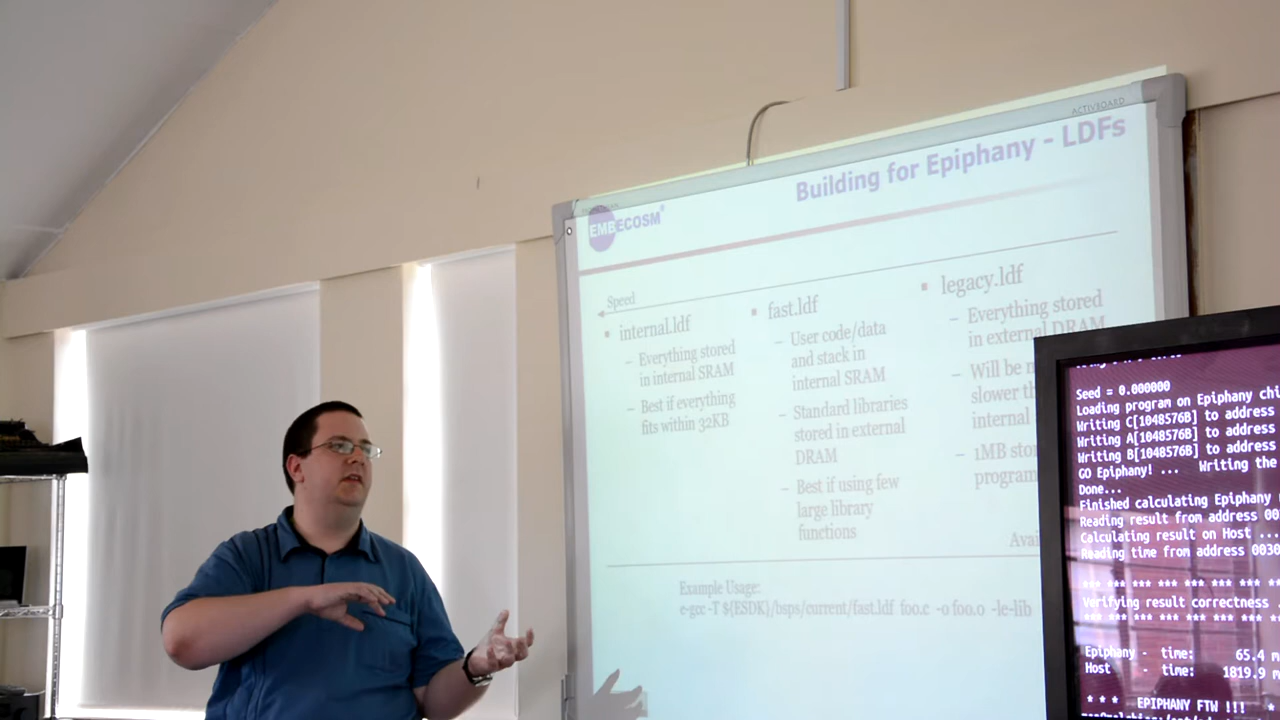 ACTIVBOARD
Building for Epiphany - LDFs
EMBECOSM®
Speed
▪ internal.ldf
– Everything stored
in internal SRAM
– Best if everything
fits within 32KB
▪ fast.ldf
– User code/data
and stack in
internal SRAM
– Standard libraries
stored in external
DRAM
– Best if using few
large library
functions
▪ legacy.ldf
– Everything stored
in external DRAM
– Will be
slower
internal
– 1MB
Example Usage:
e-gcc -T ${ESDK}/bsps/current/fast.ldf foo.c -o foo.o -le-lib
Seed = 0.000000
Loading program on Epiphany chi
Writing C[1048576B] to address
Writing A[1048576B] to address
Writing B[1048576B] to address
GO Epiphany! ... Writing the
Done...
Finished calculating Epiphany
Reading result from address 00
Calculating result on Host ...
Reading time from address 0030
*** *** *** *** *** *** ***
Verifying result correctness .
*** *** *** *** *** *** ***
Epiphany - time: 65.4 m
Host - time: 1819.9 m
* * * EPIPHANY FTW !!! *